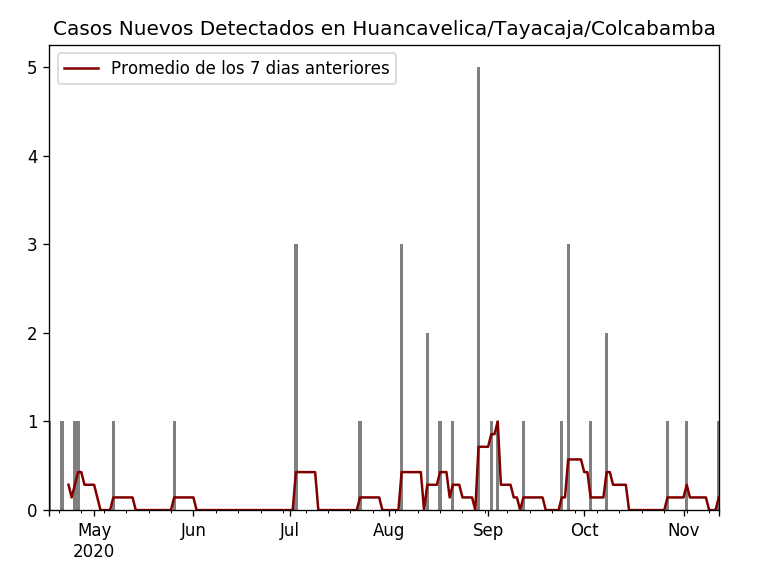 Casos Nuevos Detectados en Huancavelica/Tayacaja/Colcabamba
Promedio de los 7 dias anteriores
5
4
3
2
1
0
May Jun Jul Aug Sep Oct Nov
2020